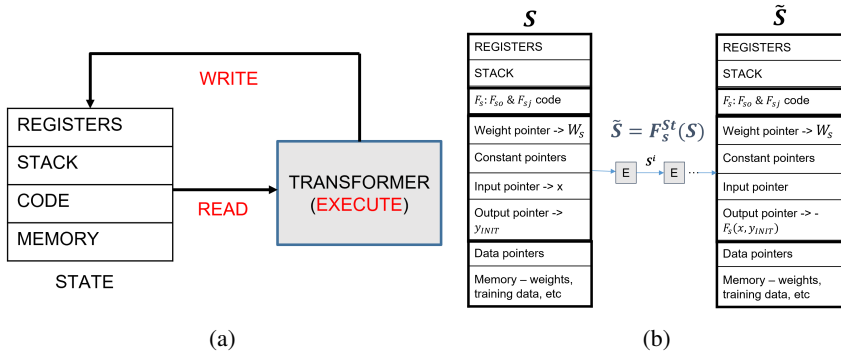 WRITE
REGISTERS
STACK
CODE
MEMORY
STATE
READ
TRANSFORMER
(EXECUTE)
(a)
S
REGISTERS
STACK
F_s: F_so & F_sj code
Weight pointer -> W_s
Constant pointers
Input pointer -> x
Output pointer ->
y_INIT
Data pointers
Memory – weights,
training data, etc
S̃ = F_s^St(S)
E
S^i
E
...
S̃
REGISTERS
STACK
F_s: F_so & F_sj code
Weight pointer -> W_s
Constant pointers
Input pointer
Output pointer -> -
F_s(x, y_INIT)
Data pointers
Memory – weights,
training data, etc
(b)